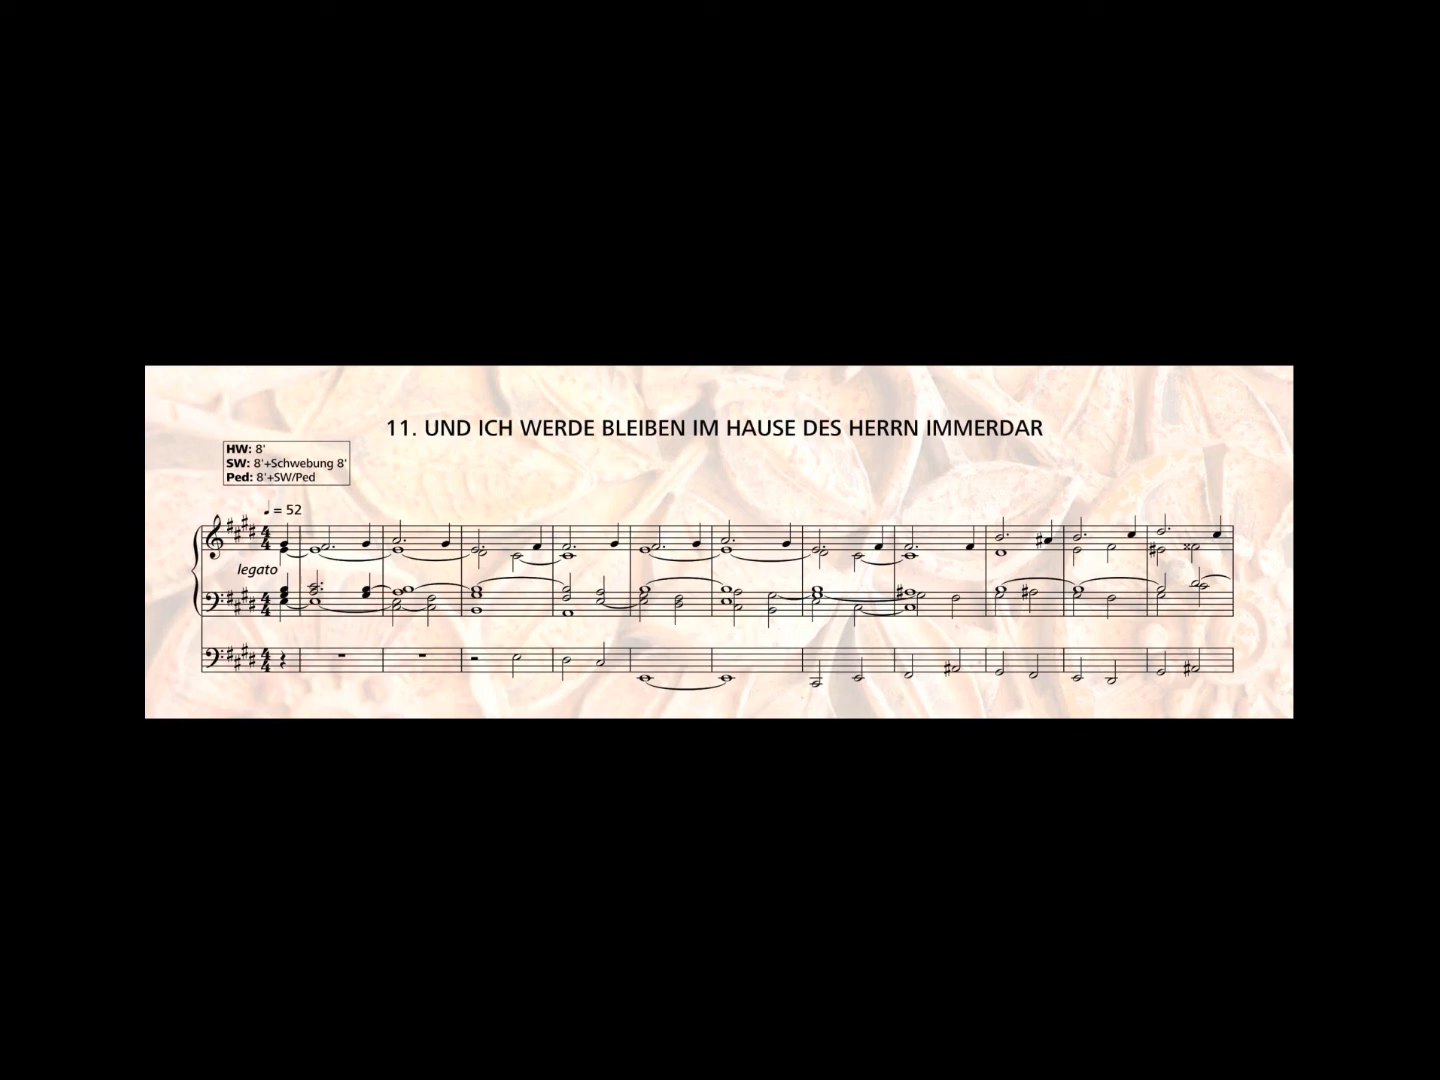 11. UND ICH WERDE BLEIBEN IM HAUSE DES HERRN IMMERDAR
HW: 8'
SW: 8'+Schwebung 8'
Ped: 8'+SW/Ped
♩ = 52
legato